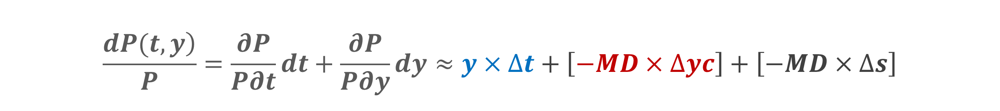 dP(t, y)/P = ∂P/P∂t dt + ∂P/P∂y dy ≈ y × Δt + [−MD × Δyc] + [−MD × Δs]